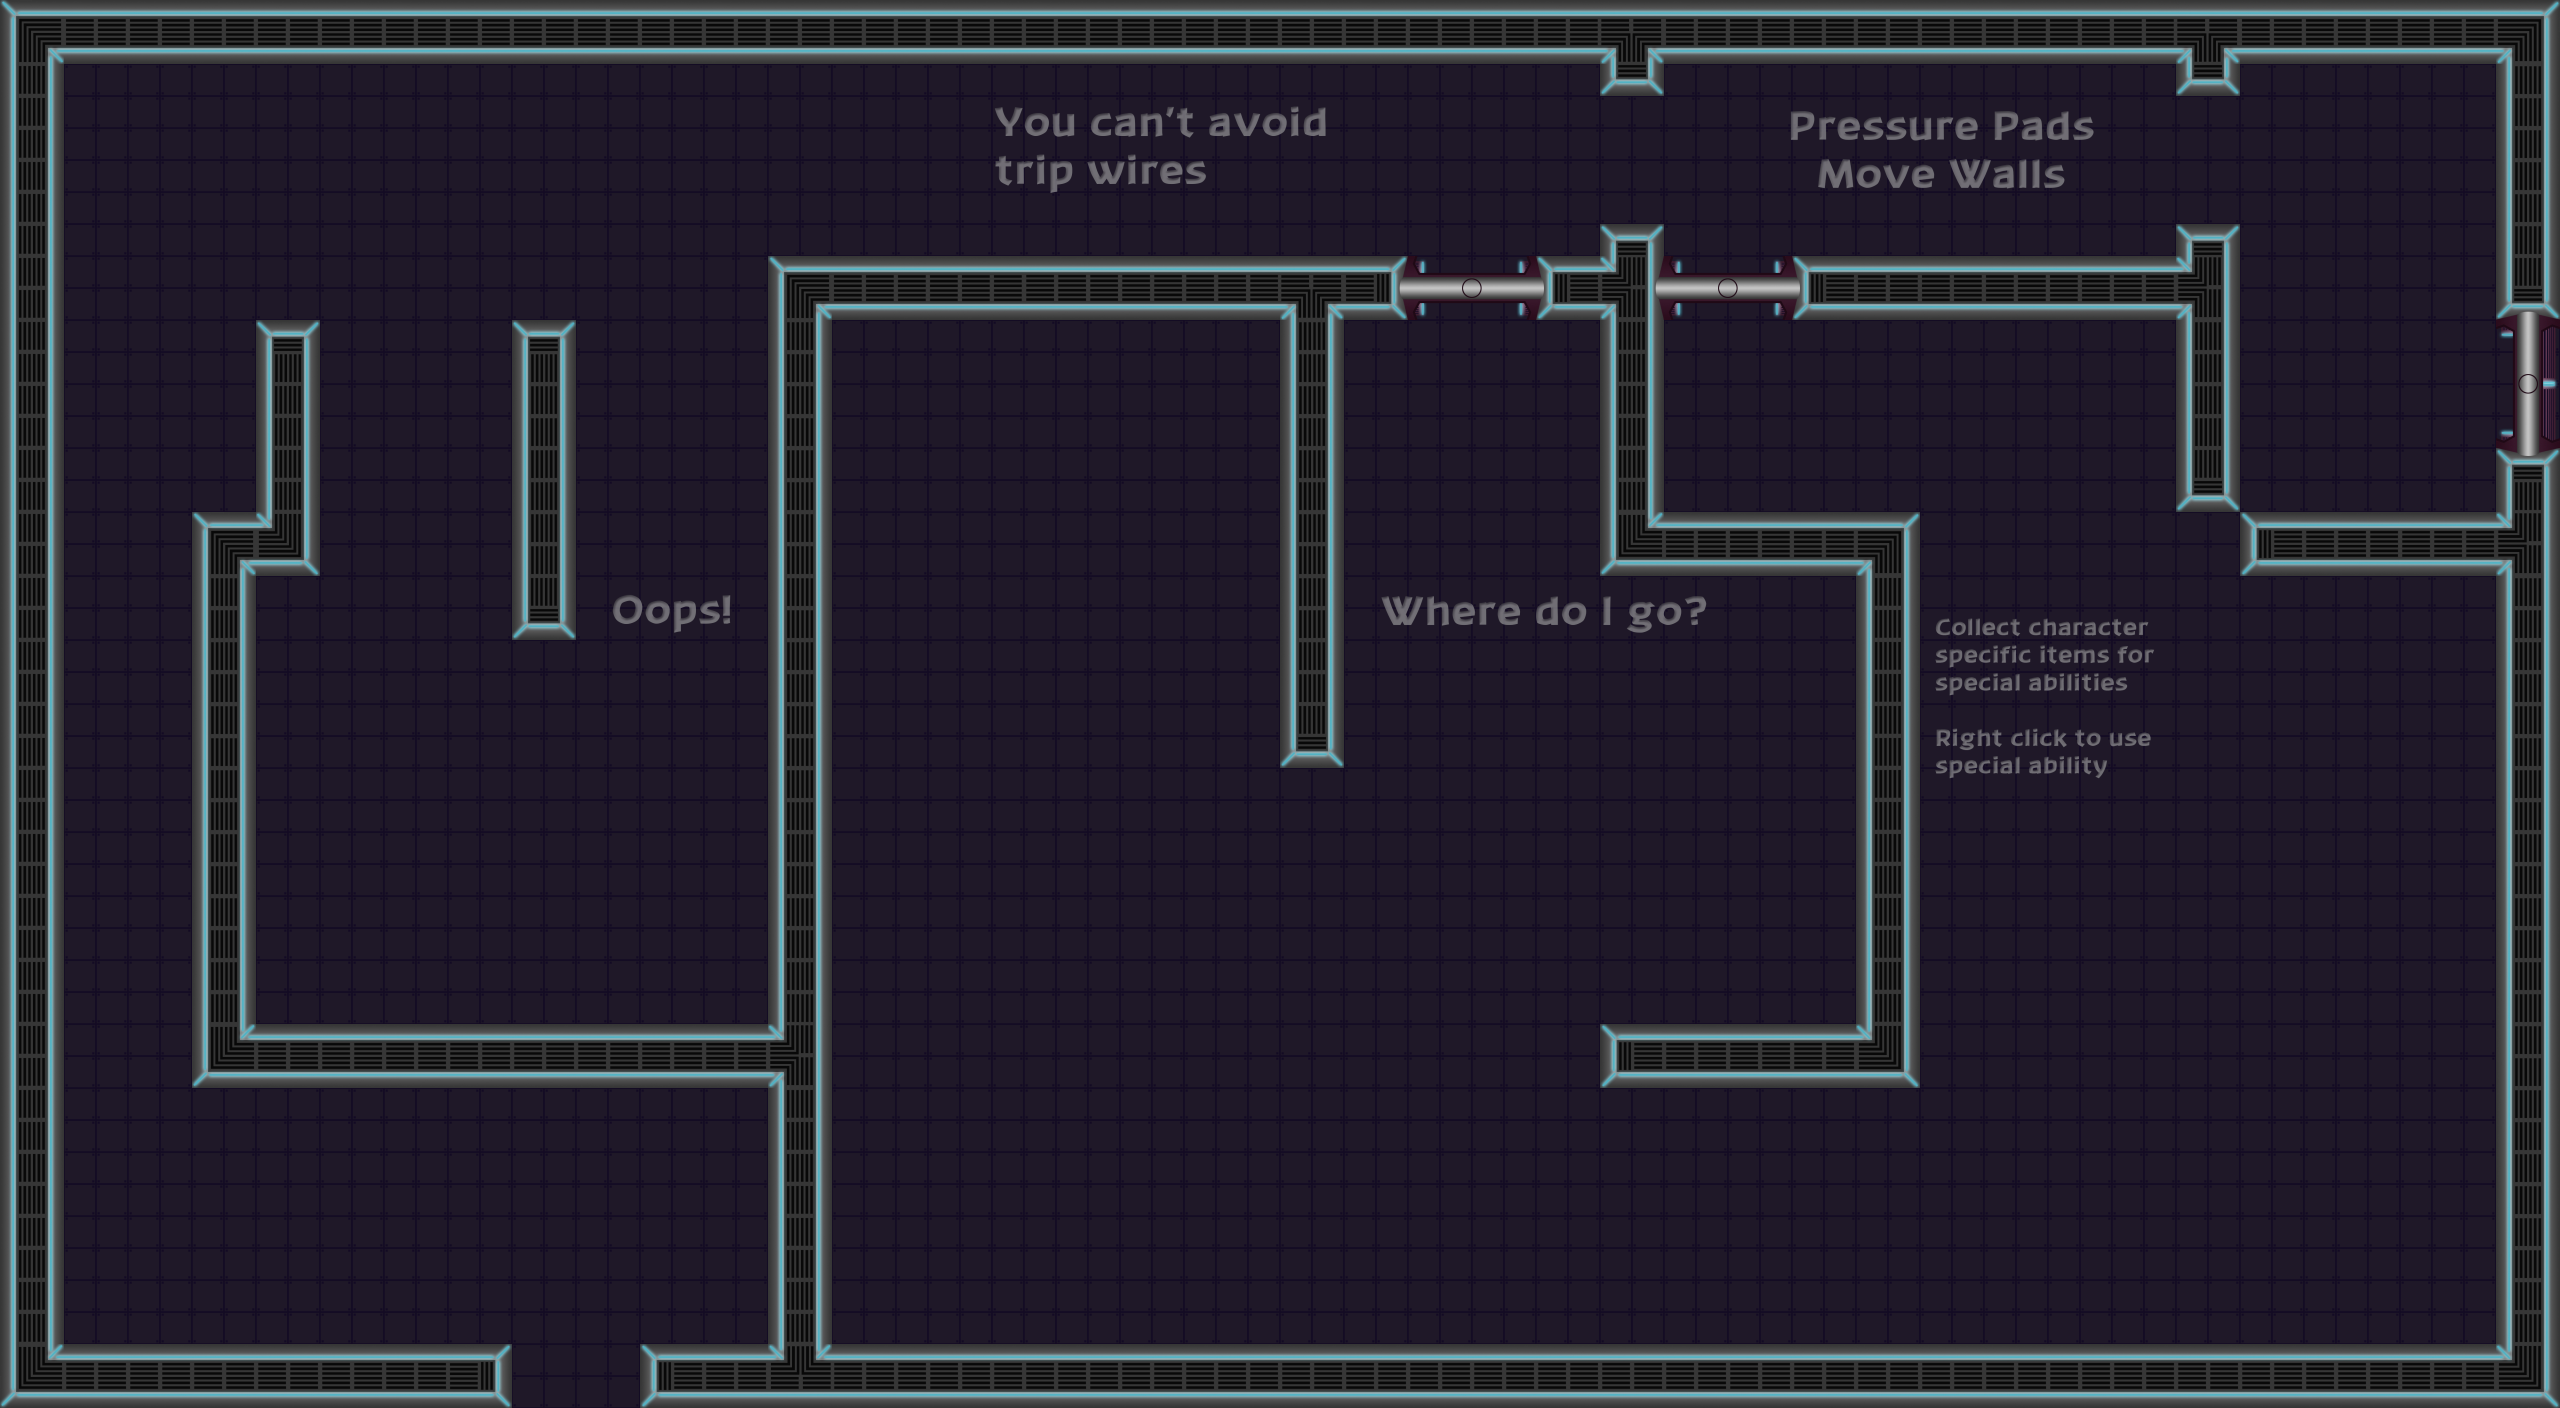 You can't avoid
trip wires
Pressure Pads
Move Walls
Oops!
Where do I go?
Collect character
specific items for
special abilities
Right click to use
special ability